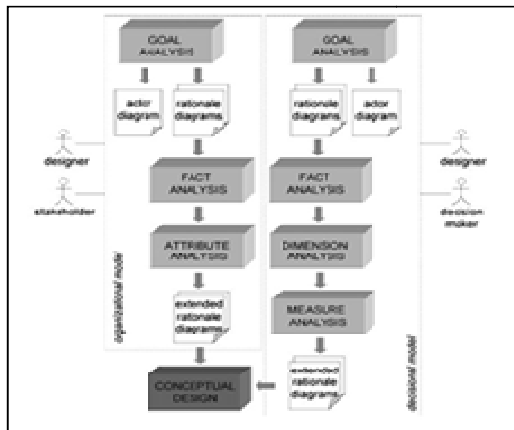 GOAL
ANALYSIS
GOAL
ANALYSIS
actor
diagram
rationale
diagrams
rationale
diagrams
actor
diagram
designer
designer
FACT
ANALYSIS
FACT
ANALYSIS
stakeholder
decision
maker
ATTRIBUTE
ANALYSIS
DIMENSION
ANALYSIS
extended
rationale
diagrams
MEASURE
ANALYSIS
organizational model
decisional model
CONCEPTUAL
DESIGN
extended
rationale
diagrams